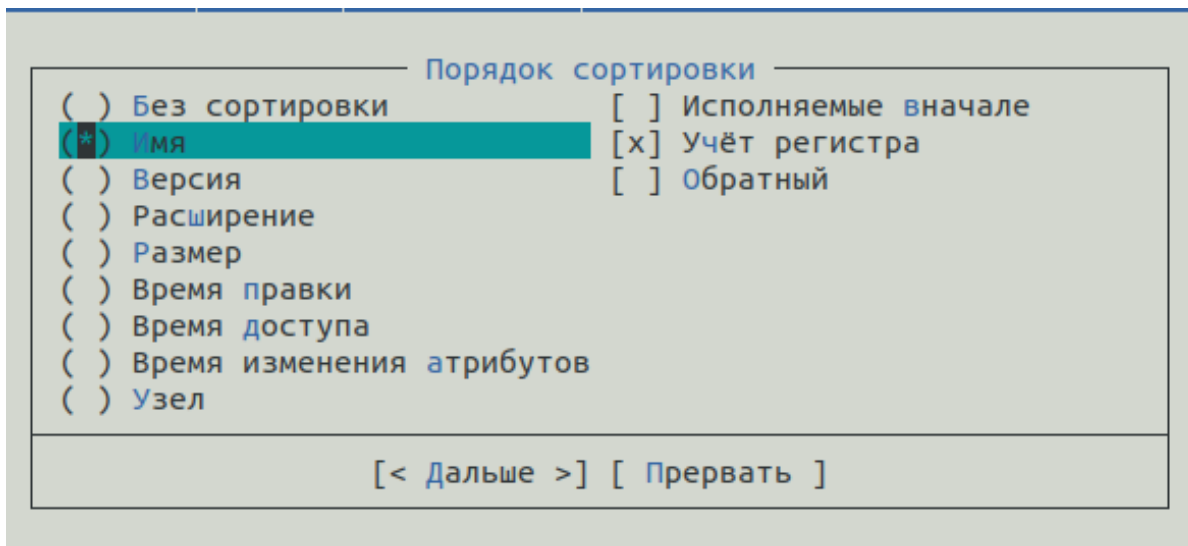 Порядок сортировки
( ) Без сортировки [ ] Исполняемые вначале
(*) Имя [x] Учёт регистра
( ) Версия [ ] Обратный
( ) Расширение
( ) Размер
( ) Время правки
( ) Время доступа
( ) Время изменения атрибутов
( ) Узел
[< Дальше >] [ Прервать ]